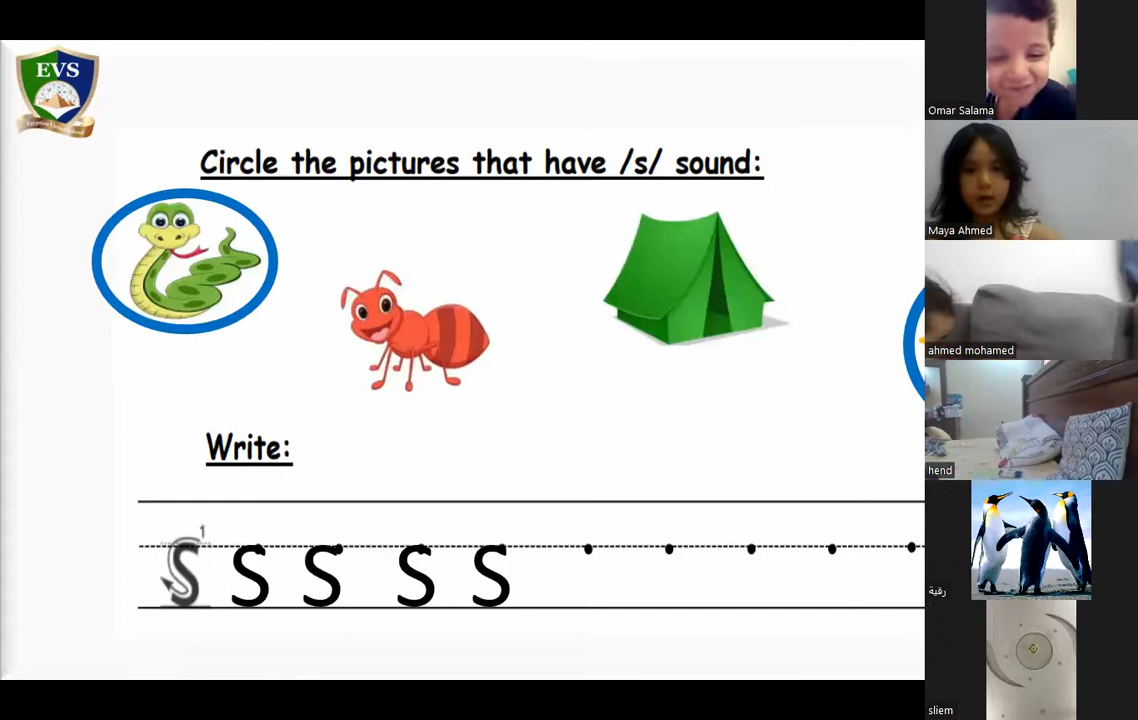 EVS
Circle the pictures that have /s/ sound:
Write:
1
S S S S S
Omar Salama
Maya Ahmed
ahmed mohamed
hend
رقية
sliem